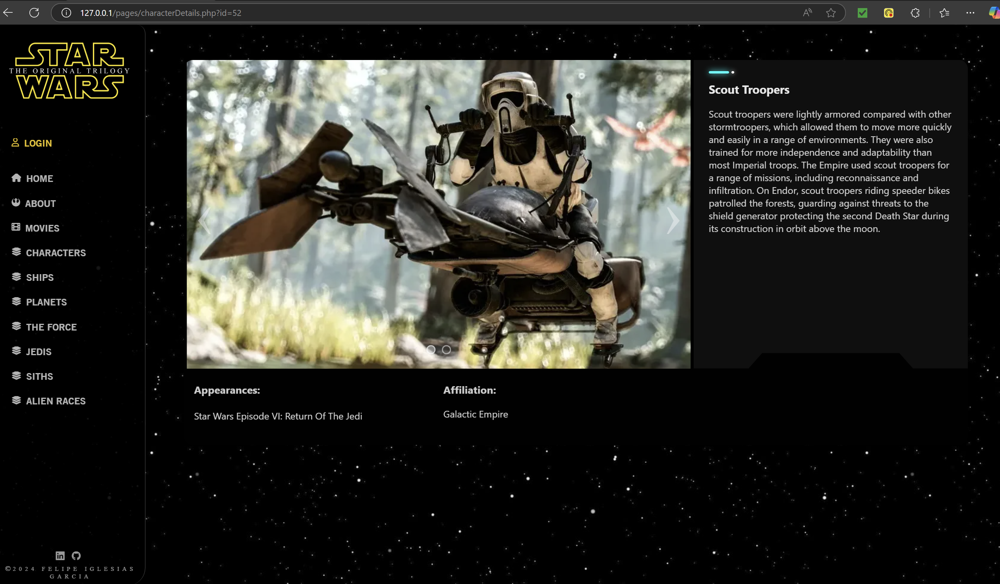 127.0.0.1/pages/characterDetails.php?id=52
STAR
THE ORIGINAL TRILOGY
WARS
LOGIN
HOME
ABOUT
MOVIES
CHARACTERS
SHIPS
PLANETS
THE FORCE
JEDIS
SITHS
ALIEN RACES
©2024 FELIPE IGLESIAS
GARCIA
Scout Troopers
Scout troopers were lightly armored compared with other
stormtroopers, which allowed them to move more quickly
and easily in a range of environments. They were also
trained for more independence and adaptability than
most Imperial troops. The Empire used scout troopers for
a range of missions, including reconnaissance and
infiltration. On Endor, scout troopers riding speeder bikes
patrolled the forests, guarding against threats to the
shield generator protecting the second Death Star during
its construction in orbit above the moon.
Appearances:
Star Wars Episode VI: Return Of The Jedi
Affiliation:
Galactic Empire